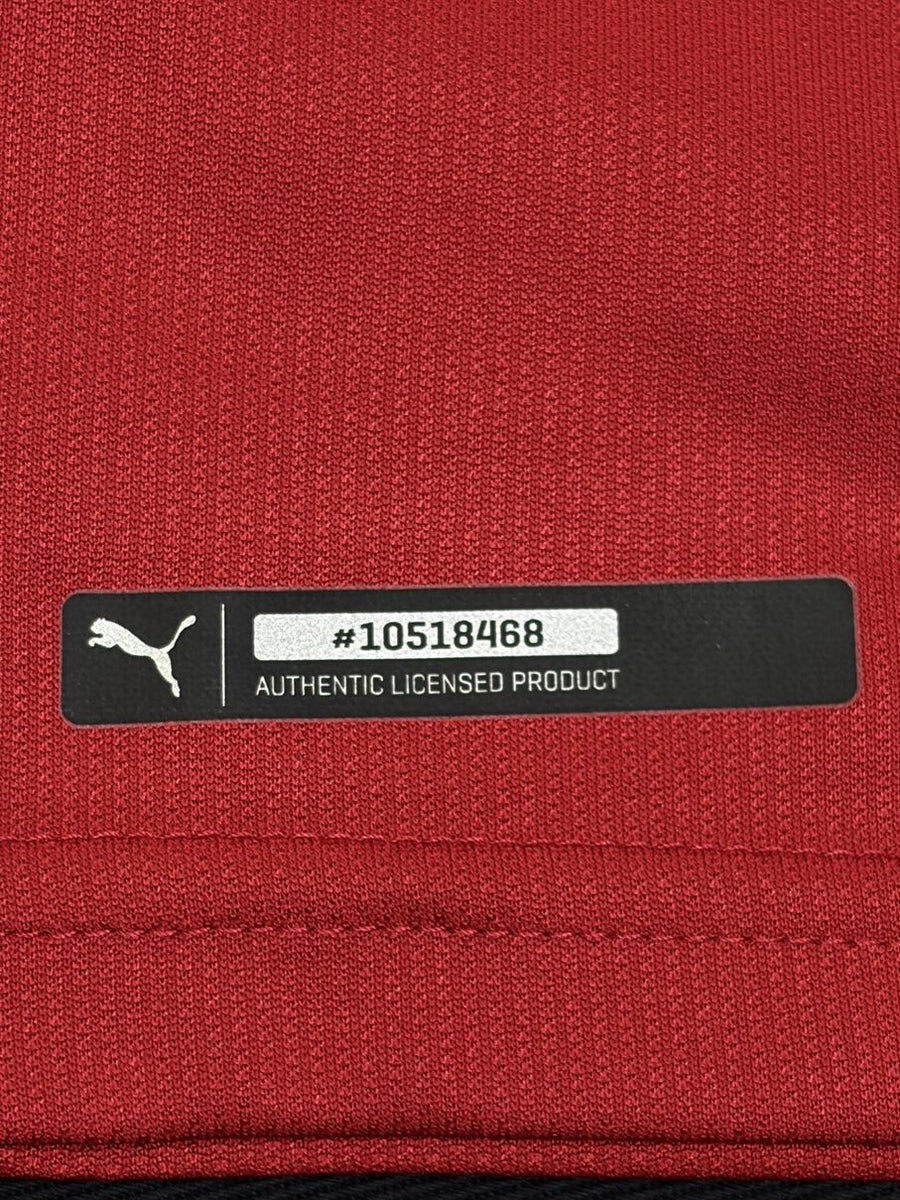 #10518468
AUTHENTIC LICENSED PRODUCT